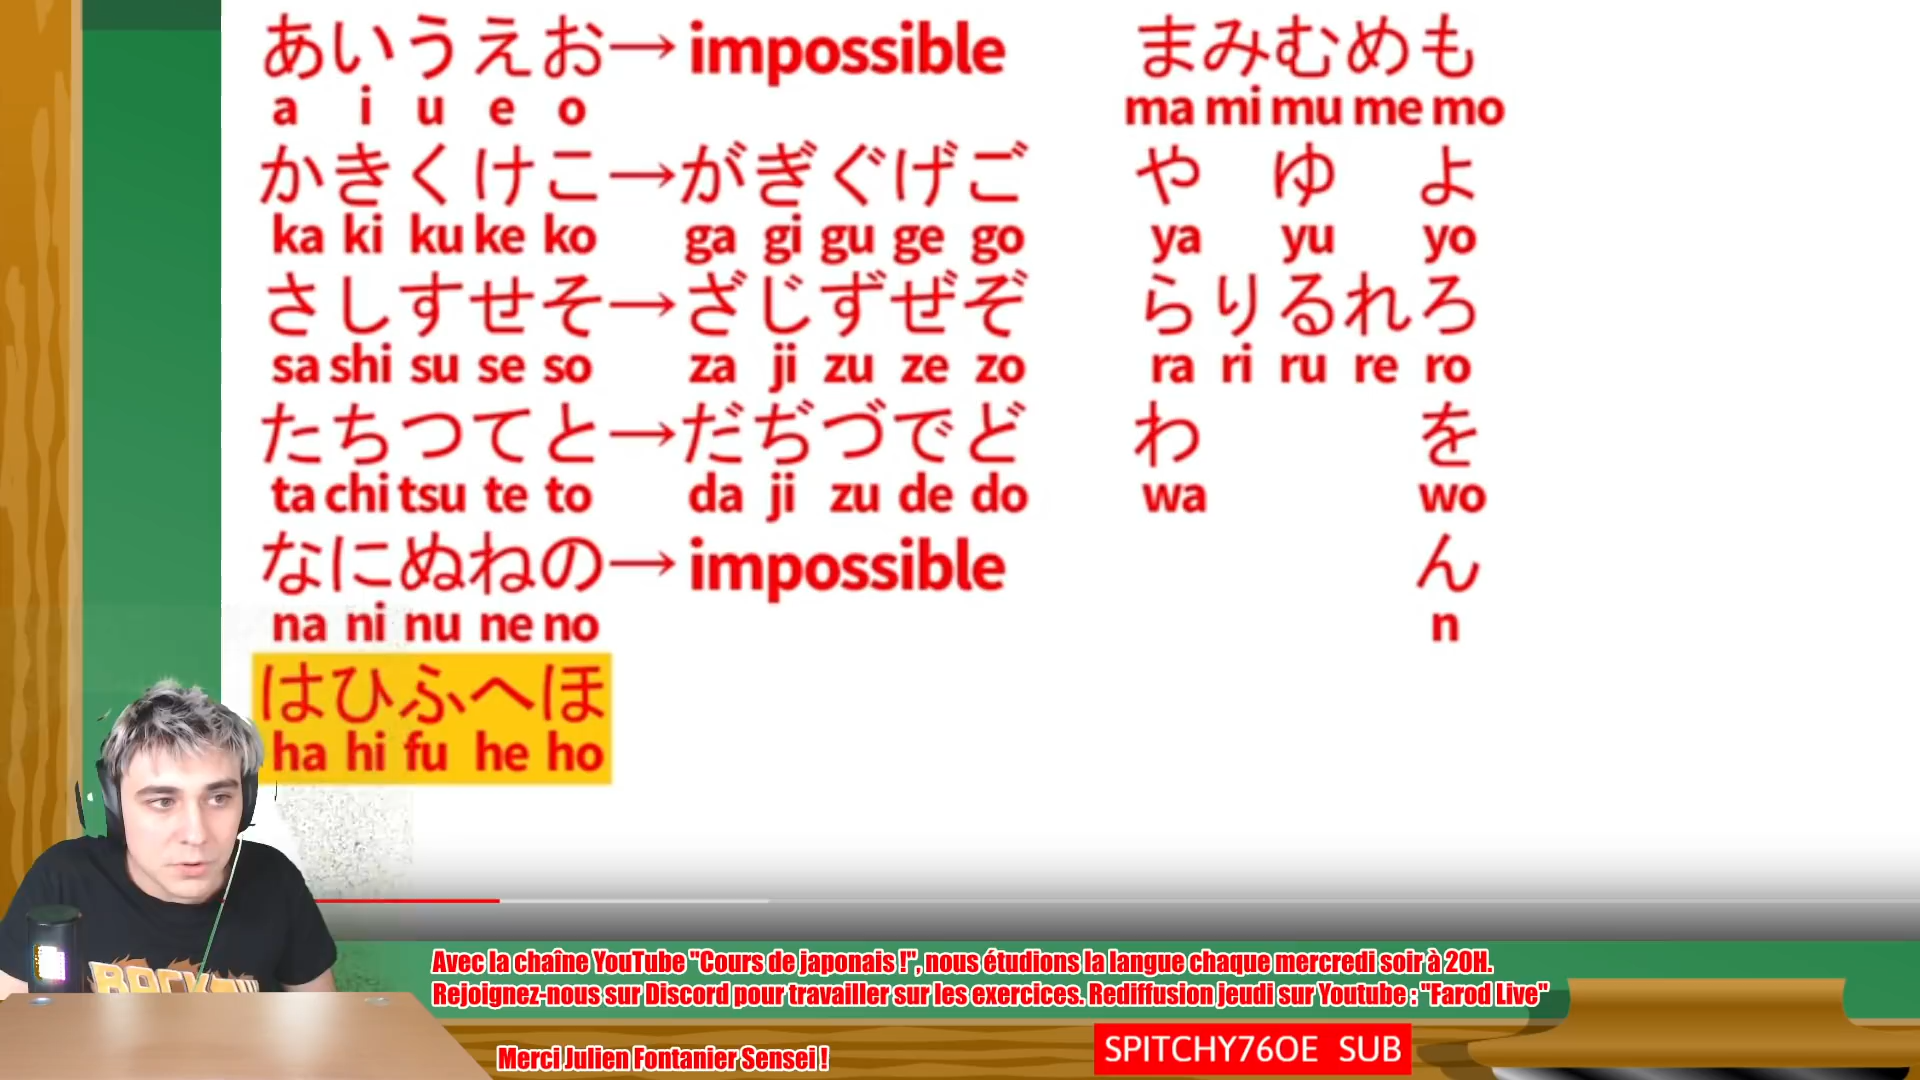 あいうえお→impossible
a i u e o
かきくけこ→がぎぐげご
ka ki ku ke ko ga gi gu ge go
さしすせそ→ざじずぜぞ
sa shi su se so za ji zu ze zo
たちつてと→だぢづでど
ta chi tsu te to da ji zu de do
なにぬねの→impossible
na ni nu ne no
はひふへほ
ha hi fu he ho
まみむめも
ma mi mu me mo
や ゆ よ
ya yu yo
らりるれろ
ra ri ru re ro
わ を
wa wo
ん
n
Avec la chaîne YouTube "Cours de japonais !", nous étudions la langue chaque mercredi soir à 20H.
Rejoignez-nous sur Discord pour travailler sur les exercices. Rediffusion jeudi sur Youtube : "Farod Live"
Merci Julien Fontanier Sensei !
SPITCHY76OE SUB